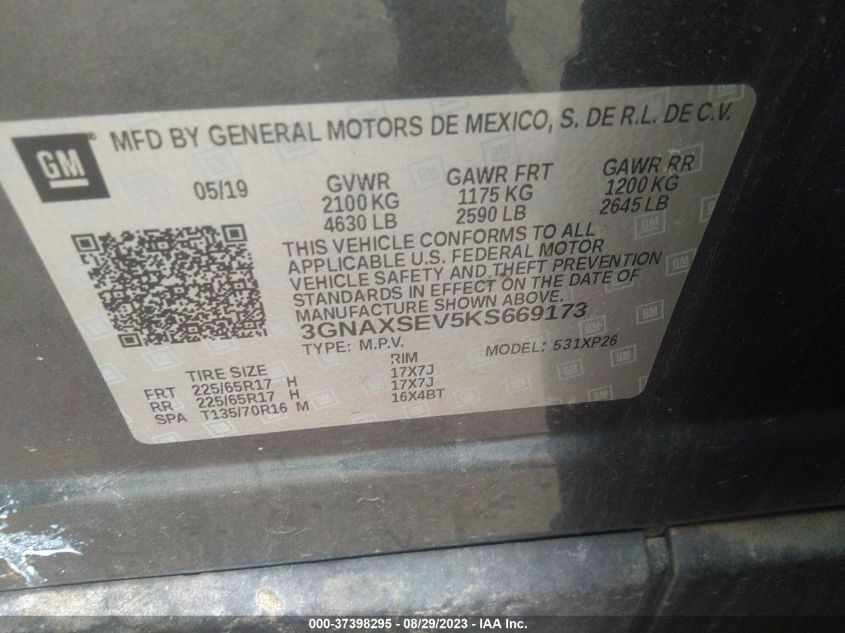 GM ® MFD BY GENERAL MOTORS DE MEXICO, S. DE R.L. DE C.V.
05/19 GVWR GAWR FRT GAWR RR
2100 KG 1175 KG 1200 KG
4630 LB 2590 LB 2645 LB
THIS VEHICLE CONFORMS TO ALL
APPLICABLE U.S. FEDERAL MOTOR
VEHICLE SAFETY AND THEFT PREVENTION
STANDARDS IN EFFECT ON THE DATE OF
MANUFACTURE SHOWN ABOVE.
3GNAXSEV5KS669173
TYPE: M.P.V. MODEL: 531XP26
TIRE SIZE RIM
FRT 225/65R17 H 17X7J
RR 225/65R17 H 17X7J
SPA T135/70R16 M 16X4BT
000-37398295 - 08/29/2023 - IAA Inc.